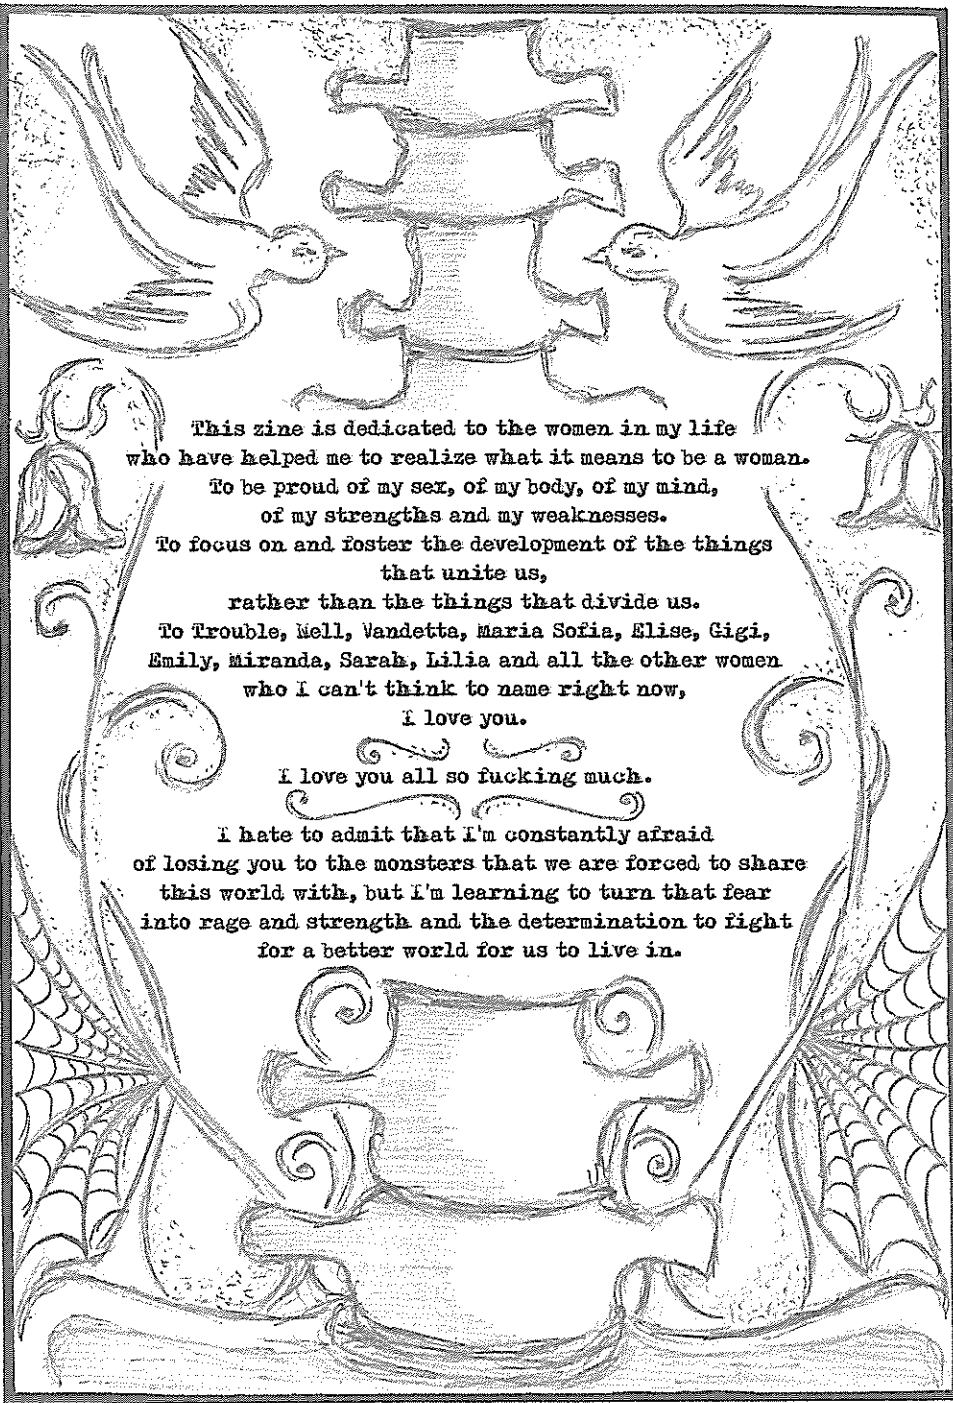 This zine is dedicated to the women in my life
who have helped me to realize what it means to be a woman.
To be proud of my sex, of my body, of my mind,
of my strengths and my weaknesses.
To focus on and foster the development of the things
that unite us,
rather than the things that divide us.
To Trouble, Nell, Vandetta, Maria Sofia, Elise, Gigi,
Emily, Miranda, Sarah, Lilia and all the other women
who I can't think to name right now,
I love you.
I love you all so fucking much.
I hate to admit that I'm constantly afraid
of losing you to the monsters that we are forced to share
this world with, but I'm learning to turn that fear
into rage and strength and the determination to fight
for a better world for us to live in.